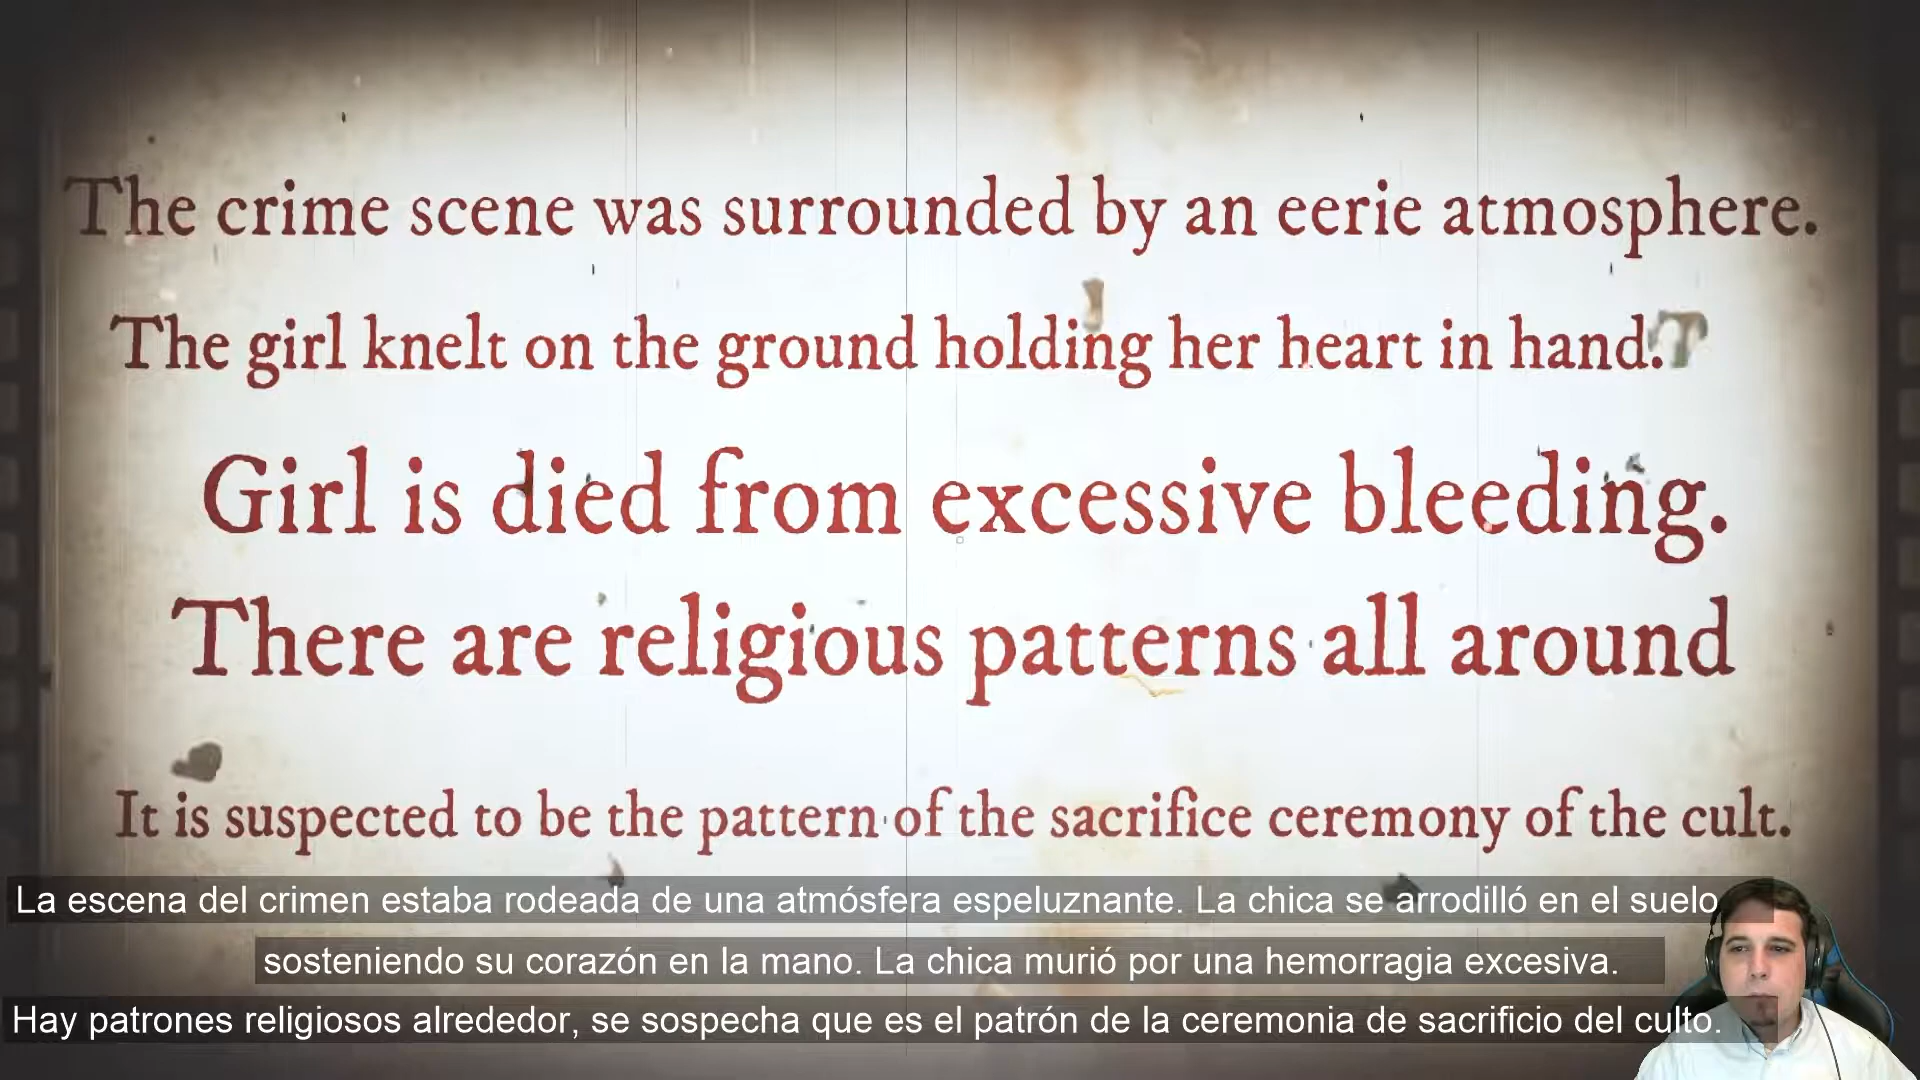 The crime scene was surrounded by an eerie atmosphere.
The girl knelt on the ground holding her heart in hand.
Girl is died from excessive bleeding.
There are religious patterns all around
It is suspected to be the pattern of the sacrifice ceremony of the cult.
La escena del crimen estaba rodeada de una atmósfera espeluznante. La chica se arrodilló en el suelo
sosteniendo su corazón en la mano. La chica murió por una hemorragia excesiva.
Hay patrones religiosos alrededor, se sospecha que es el patrón de la ceremonia de sacrificio del culto.